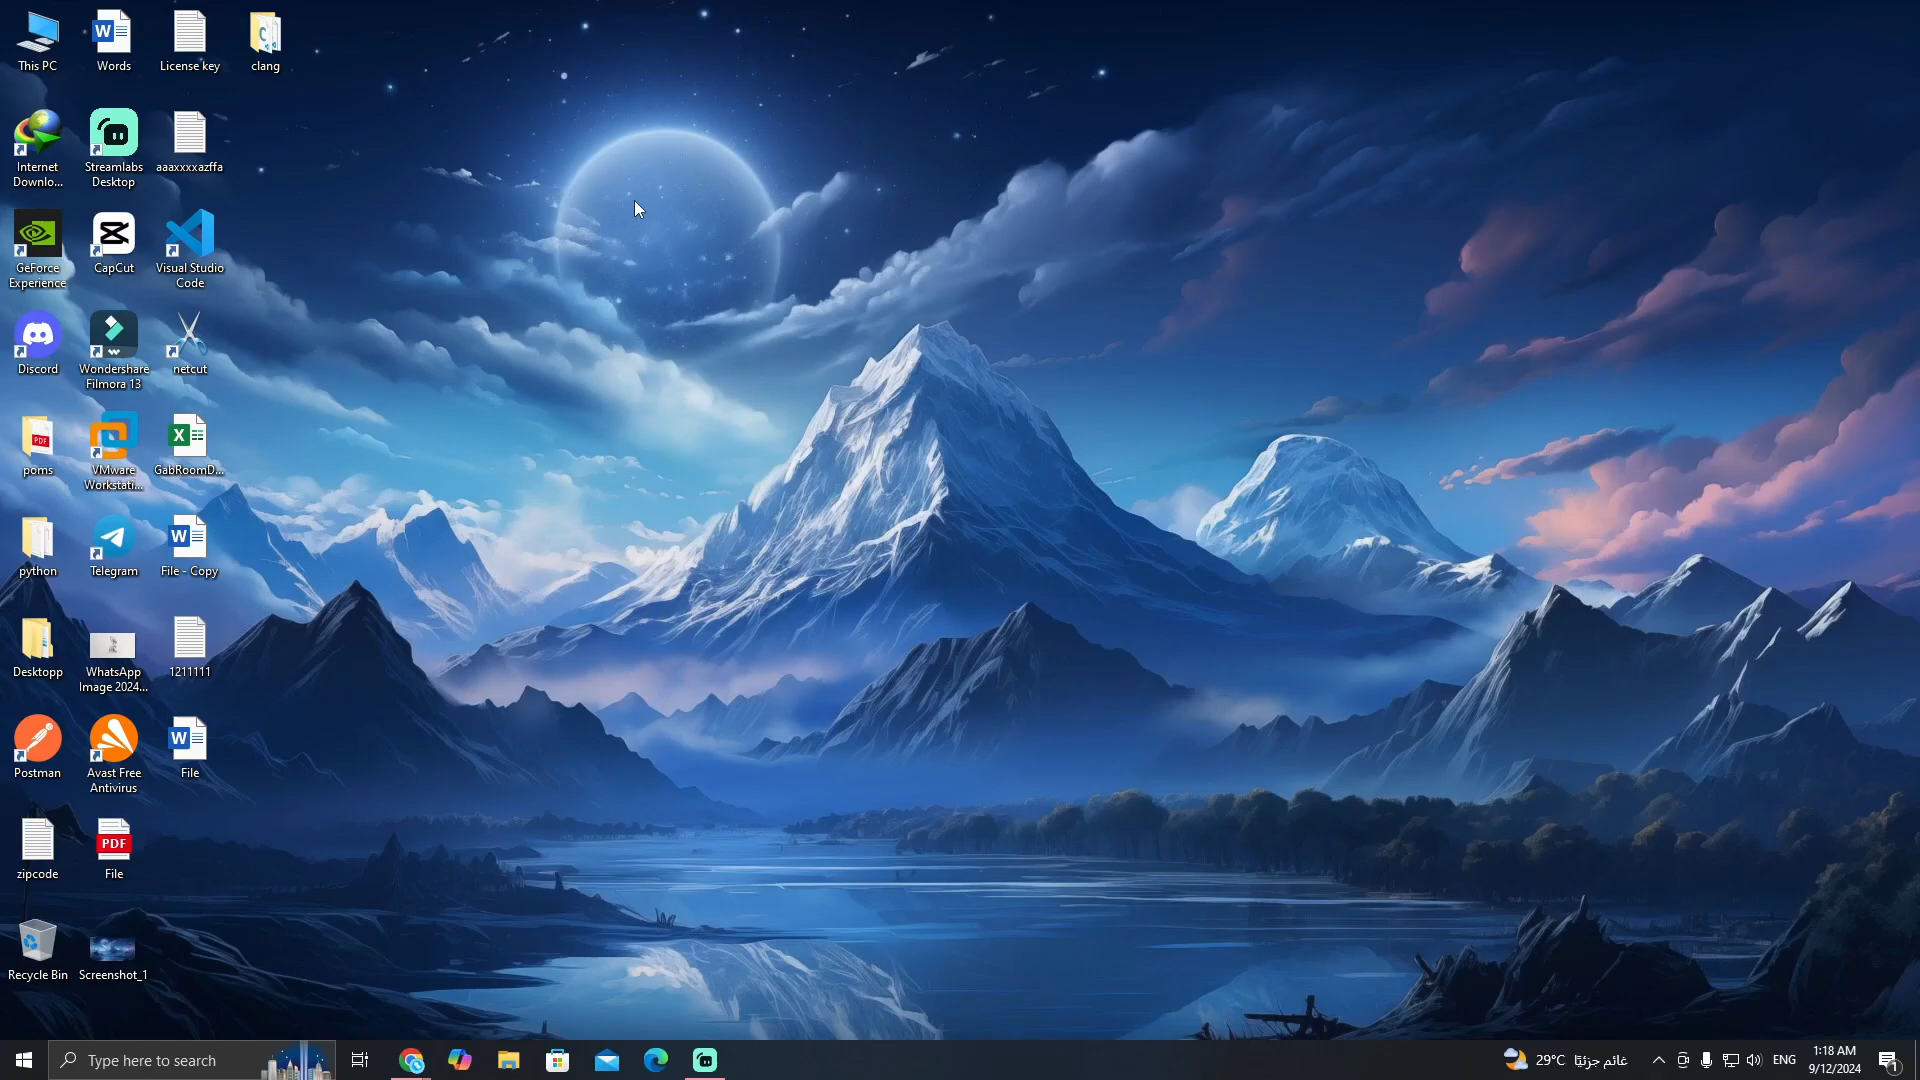 This PC
Words
License key
clang
Internet
Downlo...
Streamlabs
Desktop
aaaxxxxazffa
GeForce
Experience
CapCut
Visual Studio
Code
Discord
Wondershare
Filmora 13
netcut
poms
VMware
Workstati...
GabRoomD...
python
Telegram
File - Copy
Desktopp
WhatsApp
Image 2024...
1211111
Postman
Avast Free
Antivirus
File
zipcode
PDF
File
Recycle Bin
Screenshot_1
Type here to search
29°C غائم جزئيًا
ENG
1:18 AM
9/12/2024
1